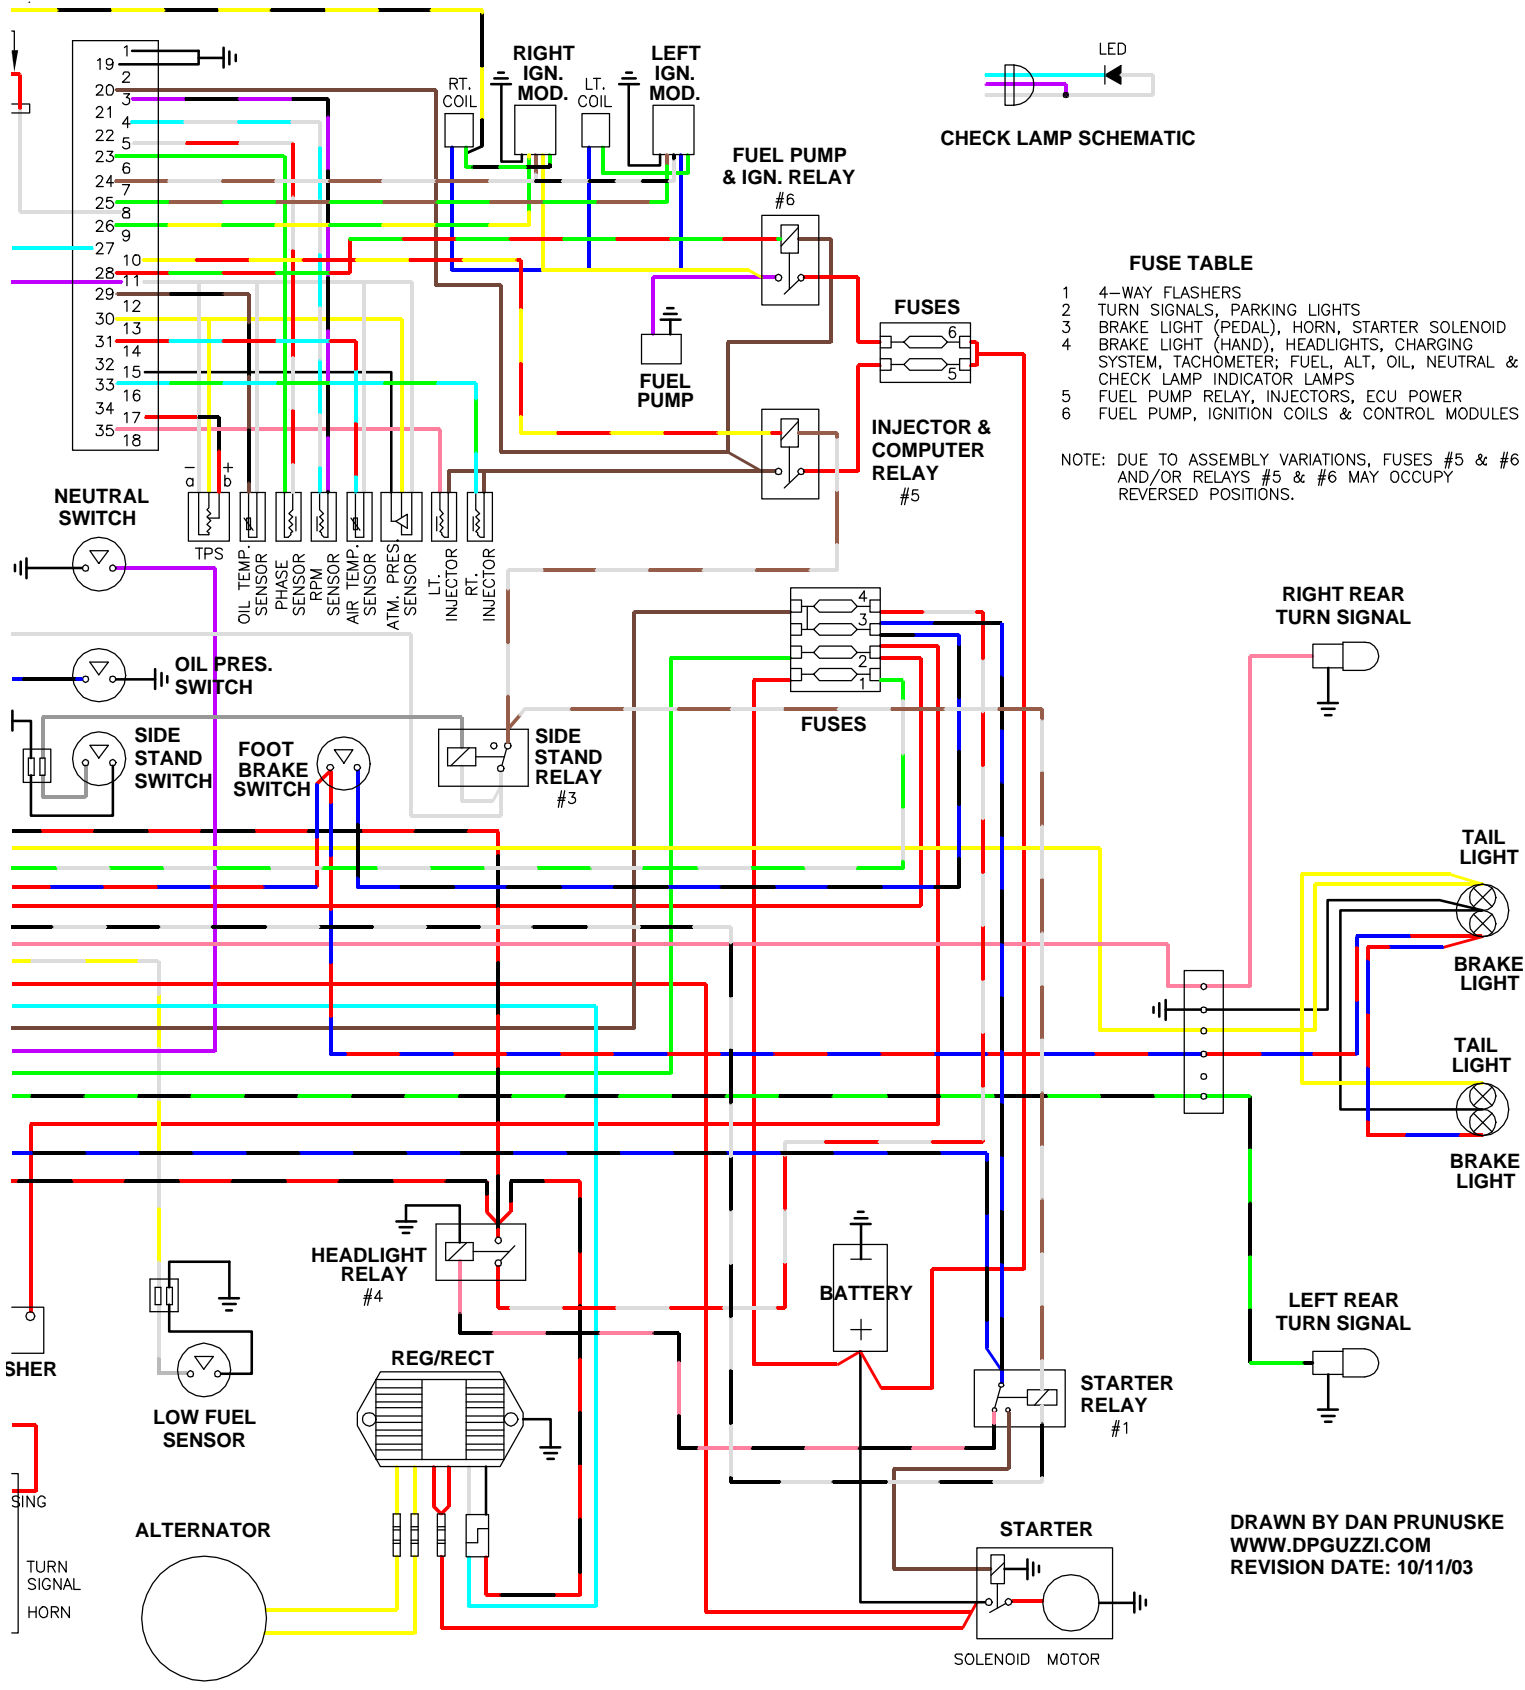 1
19
2
20
3
21
4
22
5
23
6
24
7
25
8
26
9
27
10
28
11
29
12
30
13
31
14
32
15
33
16
34
17
35
18
RT.
COIL
RIGHT
IGN.
MOD.
LT.
COIL
LEFT
IGN.
MOD.
LED
CHECK LAMP SCHEMATIC
FUEL PUMP
& IGN. RELAY
#6
FUSE TABLE
1 4-WAY FLASHERS
2 TURN SIGNALS, PARKING LIGHTS
3 BRAKE LIGHT (PEDAL), HORN, STARTER SOLENOID
4 BRAKE LIGHT (HAND), HEADLIGHTS, CHARGING
SYSTEM, TACHOMETER; FUEL, ALT, OIL, NEUTRAL &
CHECK LAMP INDICATOR LAMPS
5 FUEL PUMP RELAY, INJECTORS, ECU POWER
6 FUEL PUMP, IGNITION COILS & CONTROL MODULES
NOTE: DUE TO ASSEMBLY VARIATIONS, FUSES #5 & #6
AND/OR RELAYS #5 & #6 MAY OCCUPY
REVERSED POSITIONS.
FUSES
6
5
FUEL
PUMP
INJECTOR &
COMPUTER
RELAY
#5
NEUTRAL
SWITCH
- +
a b
TPS
OIL TEMP.
SENSOR
PHASE
SENSOR
RPM
SENSOR
AIR TEMP.
SENSOR
ATM. PRES.
SENSOR
LT.
INJECTOR
RT.
INJECTOR
4
3
2
1
FUSES
RIGHT REAR
TURN SIGNAL
OIL PRES.
SWITCH
SIDE
STAND
SWITCH
FOOT
BRAKE
SWITCH
SIDE
STAND
RELAY
#3
TAIL
LIGHT
BRAKE
LIGHT
TAIL
LIGHT
BRAKE
LIGHT
HEADLIGHT
RELAY
#4
BATTERY
LEFT REAR
TURN SIGNAL
SHER
REG/RECT
STARTER
RELAY
#1
LOW FUEL
SENSOR
SING
ALTERNATOR
STARTER
DRAWN BY DAN PRUNUSKE
WWW.DPGUZZI.COM
REVISION DATE: 10/11/03
TURN
SIGNAL
HORN
SOLENOID MOTOR